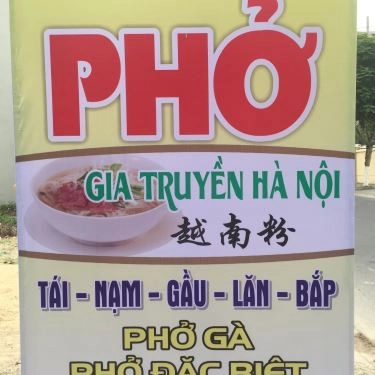 PHỞ
GIA TRUYỀN HÀ NỘI
越南粉
TÁI - NẠM - GẦU - LĂN - BẮP
PHỞ GÀ
PHỞ ĐẶC BIỆT